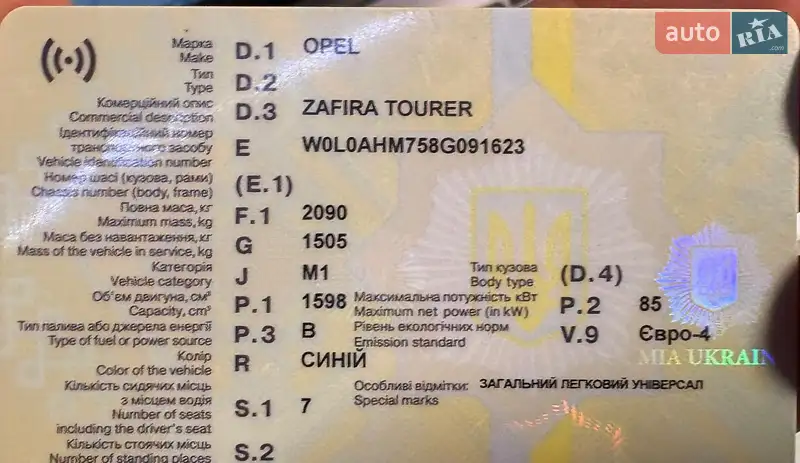 auto RIA .com
Марка
Make D.1 OPEL
Тип
Type D.2
Комерційний опис
Commercial description D.3 ZAFIRA TOURER
Ідентифікаційний номер
транспортного засобу
Vehicle identification number E W0L0AHM758G091623
Номер шасі (кузова, рами)
Chassis number (body, frame) (E.1)
Повна маса, кг
Maximum mass, kg F.1 2090
Маса без навантаження, кг
Mass of the vehicle in service, kg G 1505
Категорія
Vehicle category J M1 Тип кузова
Body type (D.4)
Об'єм двигуна, см³
Capacity, cm³ P.1 1598 Максимальна потужність кВт
Maximum net power (in kW) P.2 85
Тип палива або джерела енергії
Type of fuel or power source P.3 B Рівень екологічних норм
Emission standard V.9 Євро-4
Колір
Color of the vehicle R СИНІЙ
MIA UKRAIN
Кількість сидячих місць
з місцем водія
Number of seats
including the driver's seat S.1 7
Особливі відмітки: ЗАГАЛЬНИЙ ЛЕГКОВИЙ УНІВЕРСАЛ
Special marks
Кількість стоячих місць
Number of standing places S.2